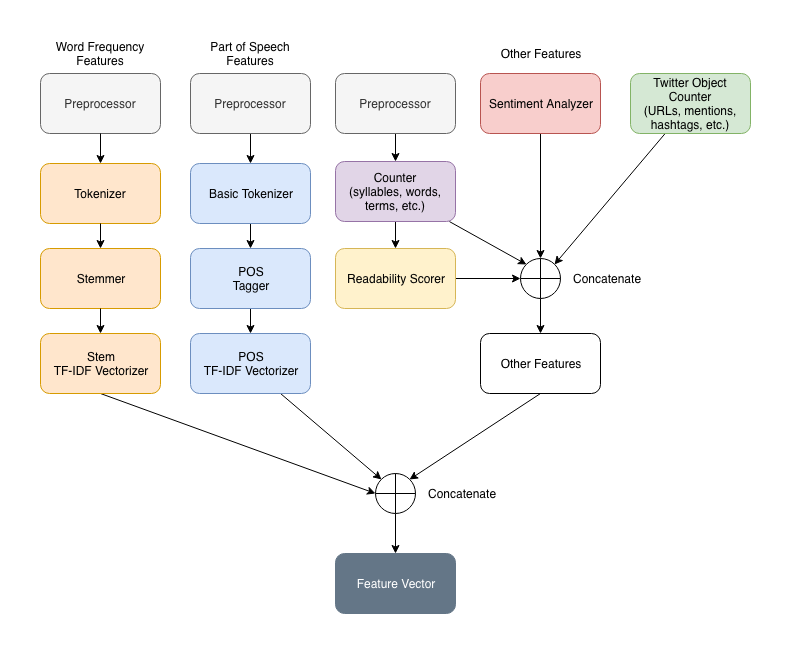 Word Frequency
Features
Part of Speech
Features
Other Features
Preprocessor
Preprocessor
Preprocessor
Sentiment Analyzer
Twitter Object
Counter
(URLs, mentions,
hashtags, etc.)
Tokenizer
Basic Tokenizer
Counter
(syllables, words,
terms, etc.)
Stemmer
POS
Tagger
Readability Scorer
Concatenate
Stem
TF-IDF Vectorizer
POS
TF-IDF Vectorizer
Other Features
Concatenate
Feature Vector